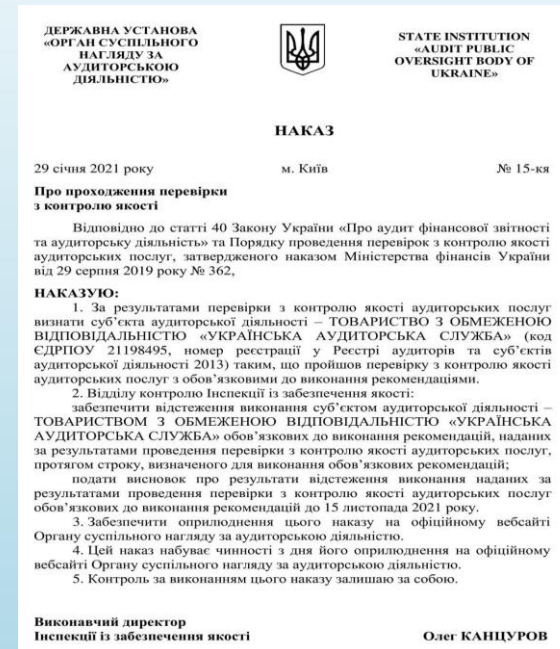 ДЕРЖАВНА УСТАНОВА
«ОРГАН СУСПІЛЬНОГО
НАГЛЯДУ ЗА
АУДИТОРСЬКОЮ
ДІЯЛЬНІСТЮ»
STATE INSTITUTION
«AUDIT PUBLIC
OVERSIGHT BODY OF
UKRAINE»
НАКАЗ
29 січня 2021 року м. Київ № 15-кя
Про проходження перевірки
з контролю якості
Відповідно до статті 40 Закону України «Про аудит фінансової звітності
та аудиторську діяльність» та Порядку проведення перевірок з контролю якості
аудиторських послуг, затвердженого наказом Міністерства фінансів України
від 29 серпня 2019 року № 362,
НАКАЗУЮ:
1. За результатами перевірки з контролю якості аудиторських послуг
визнати суб’єкта аудиторської діяльності – ТОВАРИСТВО З ОБМЕЖЕНОЮ
ВІДПОВІДАЛЬНІСТЮ «УКРАЇНСЬКА АУДИТОРСЬКА СЛУЖБА» (код
ЄДРПОУ 21198495, номер реєстрації у Реєстрі аудиторів та суб’єктів
аудиторської діяльності 2013) таким, що пройшов перевірку з контролю якості
аудиторських послуг з обов’язковими до виконання рекомендаціями.
2. Відділу контролю Інспекції із забезпечення якості:
забезпечити відстеження виконання суб’єктом аудиторської діяльності –
ТОВАРИСТВОМ З ОБМЕЖЕНОЮ ВІДПОВІДАЛЬНІСТЮ «УКРАЇНСЬКА
АУДИТОРСЬКА СЛУЖБА» обов’язкових до виконання рекомендацій, наданих
за результатами проведення перевірки з контролю якості аудиторських послуг,
протягом строку, визначеного для виконання обов’язкових рекомендацій;
подати висновок про результати відстеження виконання наданих за
результатами проведення перевірки з контролю якості аудиторських послуг
обов’язкових до виконання рекомендацій до 15 листопада 2021 року.
3. Забезпечити оприлюднення цього наказу на офіційному вебсайті
Органу суспільного нагляду за аудиторською діяльністю.
4. Цей наказ набуває чинності з дня його оприлюднення на офіційному
вебсайті Органу суспільного нагляду за аудиторською діяльністю.
5. Контроль за виконанням цього наказу залишаю за собою.
Виконавчий директор
Інспекції із забезпечення якості Олег КАНЦУРОВ